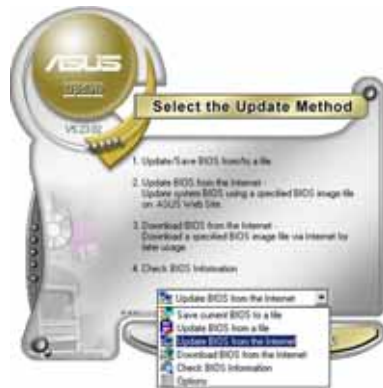 ASUS
UPDATE
V5.23.02
Select the Update Method
1. Update/Save BIOS from/to a file
2. Update BIOS from the Internet -
Update system BIOS using a specified BIOS image file
on ASUS Web Site.
3. Download BIOS from the Internet -
Download a specified BIOS image file via Internet for
later usage.
4. Check BIOS Information
Update BIOS from the Internet
Save current BIOS to a file
Update BIOS from a file
Update BIOS from the Internet
Download BIOS from the Internet
Check BIOS Information
Options